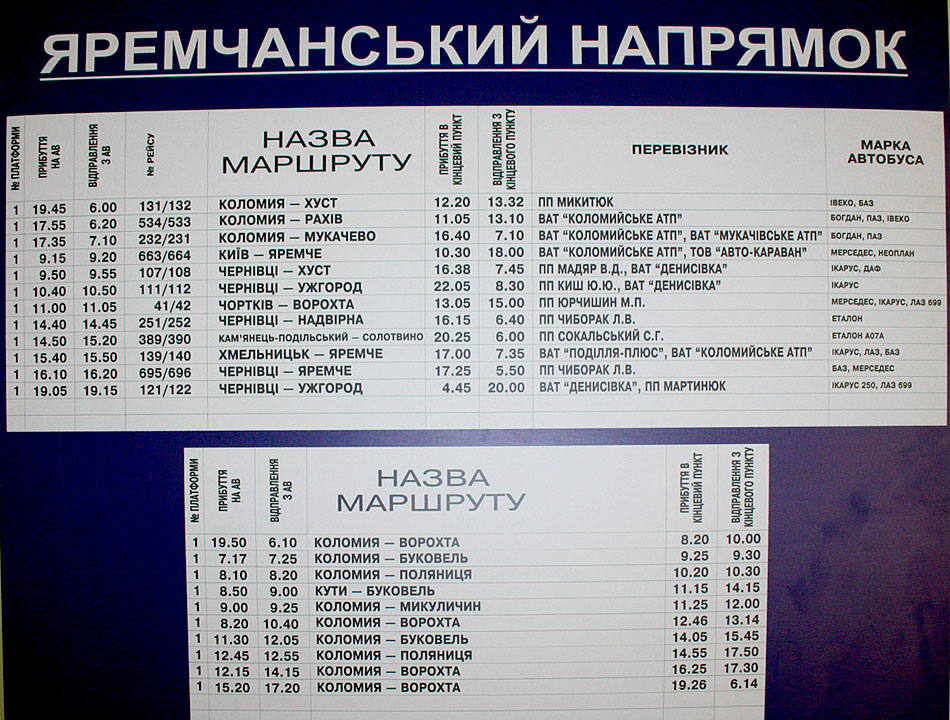 ЯРЕМЧАНСЬКИЙ НАПРЯМОК
№ ПЛАТФОРМИ ПРИБУТТЯ НА АВ ВІДПРАВЛЕННЯ З АВ № РЕЙСУ НАЗВА МАРШРУТУ ПРИБУТТЯ В КІНЦЕВИЙ ПУНКТ ВІДПРАВЛЕННЯ З КІНЦЕВОГО ПУНКТУ ПЕРЕВІЗНИК МАРКА АВТОБУСА
1 19.45 6.00 131/132 КОЛОМИЯ — ХУСТ 12.20 13.32 ПП МИКИТЮК ІВЕКО, БАЗ
1 17.55 6.20 534/533 КОЛОМИЯ — РАХІВ 11.05 13.10 ВАТ “КОЛОМИЙСЬКЕ АТП” БОГДАН, ПАЗ, ІВЕКО
1 17.35 7.10 232/231 КОЛОМИЯ — МУКАЧЕВО 16.40 7.10 ВАТ “КОЛОМИЙСЬКЕ АТП”, ВАТ “МУКАЧІВСЬКЕ АТП” БОГДАН, ПАЗ
1 9.15 9.20 663/664 КИЇВ — ЯРЕМЧЕ 10.30 18.00 ВАТ “КОЛОМИЙСЬКЕ АТП”, ТОВ “АВТО-КАРАВАН” МЕРСЕДЕС, НЕОПЛАН
1 9.50 9.55 107/108 ЧЕРНІВЦІ — ХУСТ 16.38 7.45 ПП МАДЯР В.Д., ВАТ “ДЕНИСІВКА” ІКАРУС, ДАФ
1 10.40 10.50 111/112 ЧЕРНІВЦІ — УЖГОРОД 22.05 8.30 ПП КИШ Ю.Ю., ВАТ “ДЕНИСІВКА” ІКАРУС
1 11.00 11.05 41/42 ЧОРТКІВ — ВОРОХТА 13.05 15.00 ПП ЮРЧИШИН М.П. МЕРСЕДЕС, ІКАРУС, ЛАЗ 699
1 14.40 14.45 251/252 ЧЕРНІВЦІ — НАДВІРНА 16.15 6.40 ПП ЧИБОРАК Л.В. ЕТАЛОН
1 14.50 15.20 389/390 КАМ'ЯНЕЦЬ-ПОДІЛЬСЬКИЙ — СОЛОТВИНО 20.25 6.00 ПП СОКАЛЬСЬКИЙ С.Г. ЕТАЛОН А07А
1 15.40 15.50 139/140 ХМЕЛЬНИЦЬК — ЯРЕМЧЕ 17.00 7.35 ВАТ “ПОДІЛЛЯ-ПЛЮС”, ВАТ “КОЛОМИЙСЬКЕ АТП” ІКАРУС, ЛАЗ, БАЗ
1 16.10 16.20 695/696 ЧЕРНІВЦІ — ЯРЕМЧЕ 17.25 5.50 ПП ЧИБОРАК Л.В. БАЗ, МЕРСЕДЕС
1 19.05 19.15 121/122 ЧЕРНІВЦІ — УЖГОРОД 4.45 20.00 ВАТ “ДЕНИСІВКА”, ПП МАРТИНЮК ІКАРУС 250, ЛАЗ 699
№ ПЛАТФОРМИ ПРИБУТТЯ НА АВ ВІДПРАВЛЕННЯ З АВ НАЗВА МАРШРУТУ ПРИБУТТЯ В КІНЦЕВИЙ ПУНКТ ВІДПРАВЛЕННЯ З КІНЦЕВОГО ПУНКТУ
1 19.50 6.10 КОЛОМИЯ — ВОРОХТА 8.20 10.00
1 7.17 7.25 КОЛОМИЯ — БУКОВЕЛЬ 9.25 9.30
1 8.10 8.20 КОЛОМИЯ — ПОЛЯНИЦЯ 10.20 10.30
1 8.50 9.00 КУТИ — БУКОВЕЛЬ 11.15 14.15
1 9.00 9.25 КОЛОМИЯ — МИКУЛИЧИН 11.25 12.00
1 8.20 10.40 КОЛОМИЯ — ВОРОХТА 12.46 13.14
1 11.30 12.05 КОЛОМИЯ — БУКОВЕЛЬ 14.05 15.45
1 12.45 12.55 КОЛОМИЯ — ПОЛЯНИЦЯ 14.55 17.50
1 12.15 14.15 КОЛОМИЯ — ВОРОХТА 16.25 17.30
1 15.20 17.20 КОЛОМИЯ — ВОРОХТА 19.26 6.14